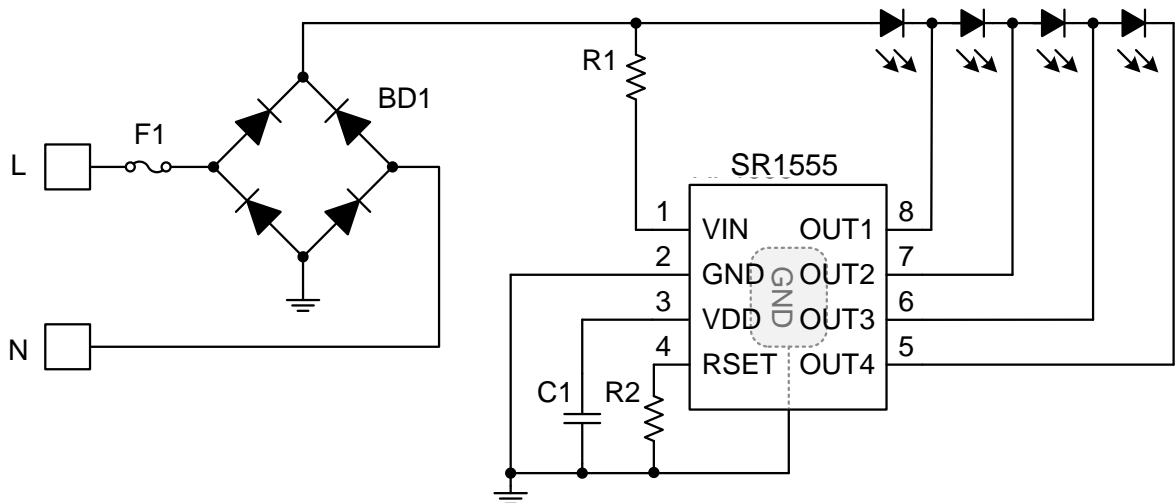 R1
BD1
F1
L
SR1555
1 VIN OUT1 8
2 GND OUT2 7
GND
3 VDD OUT3 6
4 RSET OUT4 5
N
C1 R2